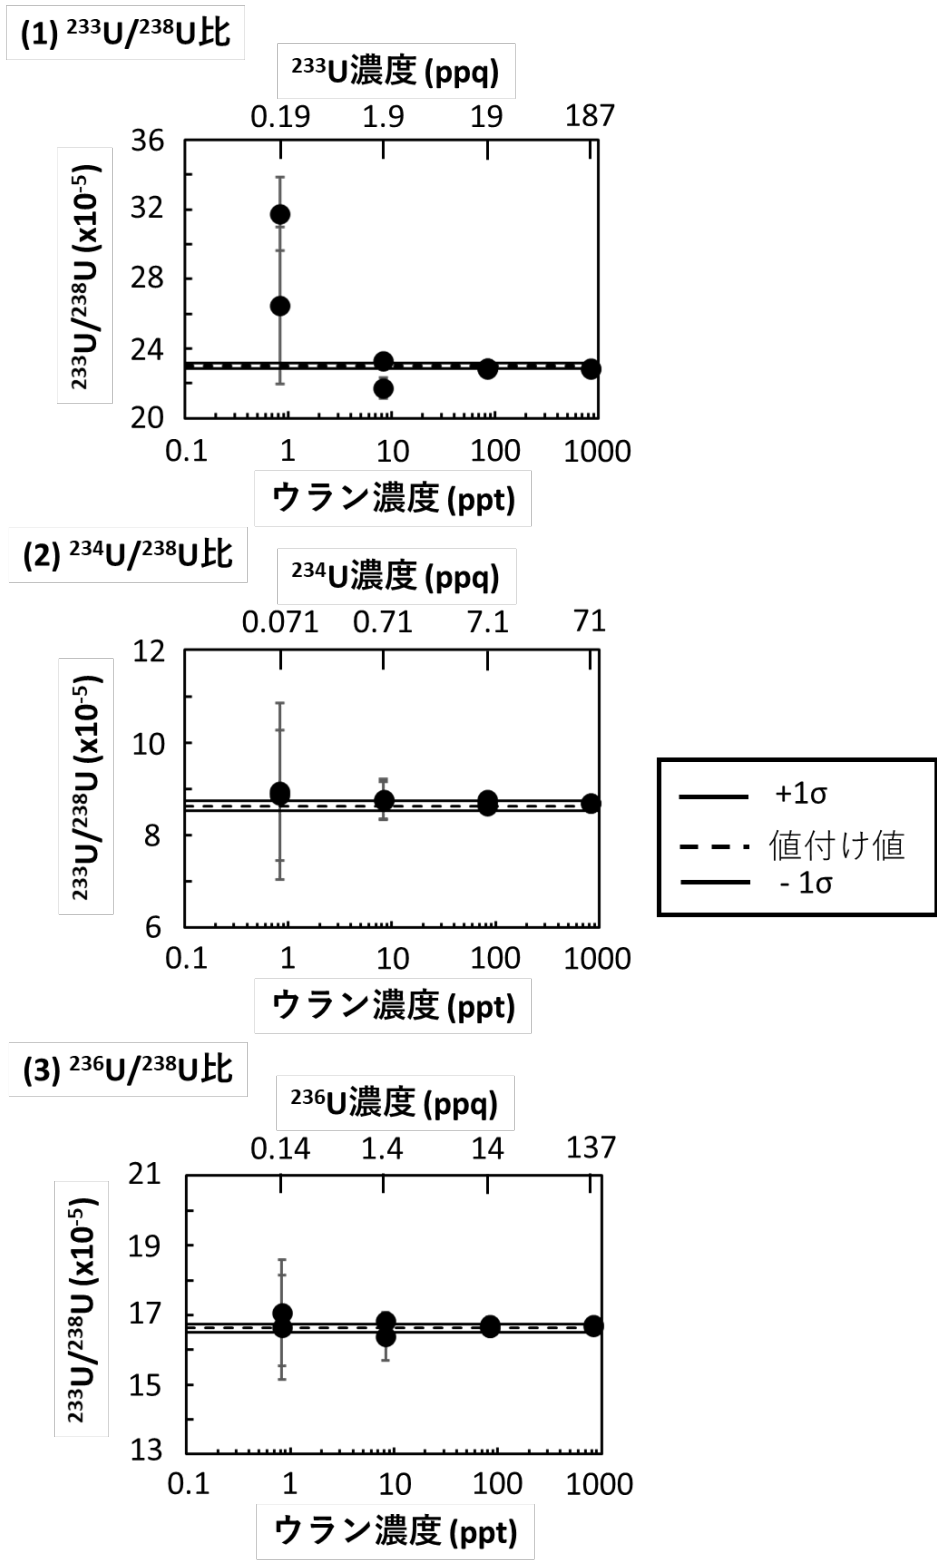 (1) ²³³U/²³⁸U比
²³³U濃度 (ppq)
0.19 1.9 19 187
²³³U/²³⁸U (x10⁻⁵)
36
32
28
24
20
0.1 1 10 100 1000
ウラン濃度 (ppt)
(2) ²³⁴U/²³⁸U比
²³⁴U濃度 (ppq)
0.071 0.71 7.1 71
²³³U/²³⁸U (x10⁻⁵)
12
10
8
6
0.1 1 10 100 1000
ウラン濃度 (ppt)
+1σ
値付け値
- 1σ
(3) ²³⁶U/²³⁸U比
²³⁶U濃度 (ppq)
0.14 1.4 14 137
²³³U/²³⁸U (x10⁻⁵)
21
19
17
15
13
0.1 1 10 100 1000
ウラン濃度 (ppt)